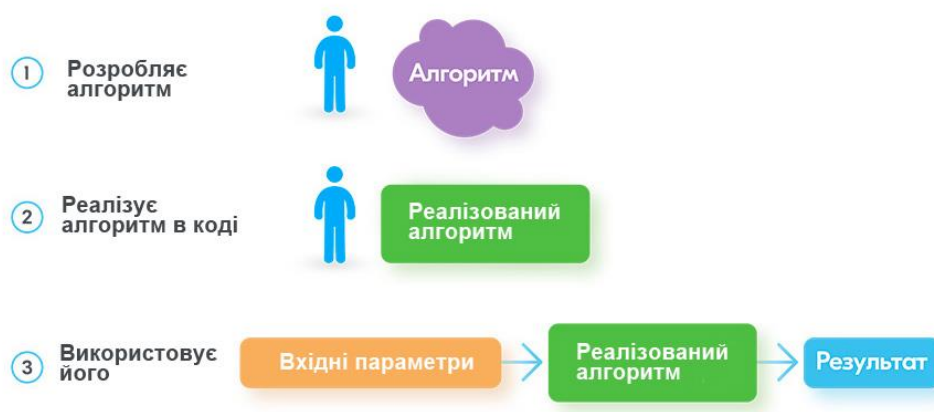 1
Розробляє
алгоритм
Алгоритм
2
Реалізує
алгоритм в коді
Реалізований
алгоритм
3
Використовує
його
Вхідні параметри
Реалізований
алгоритм
Результат